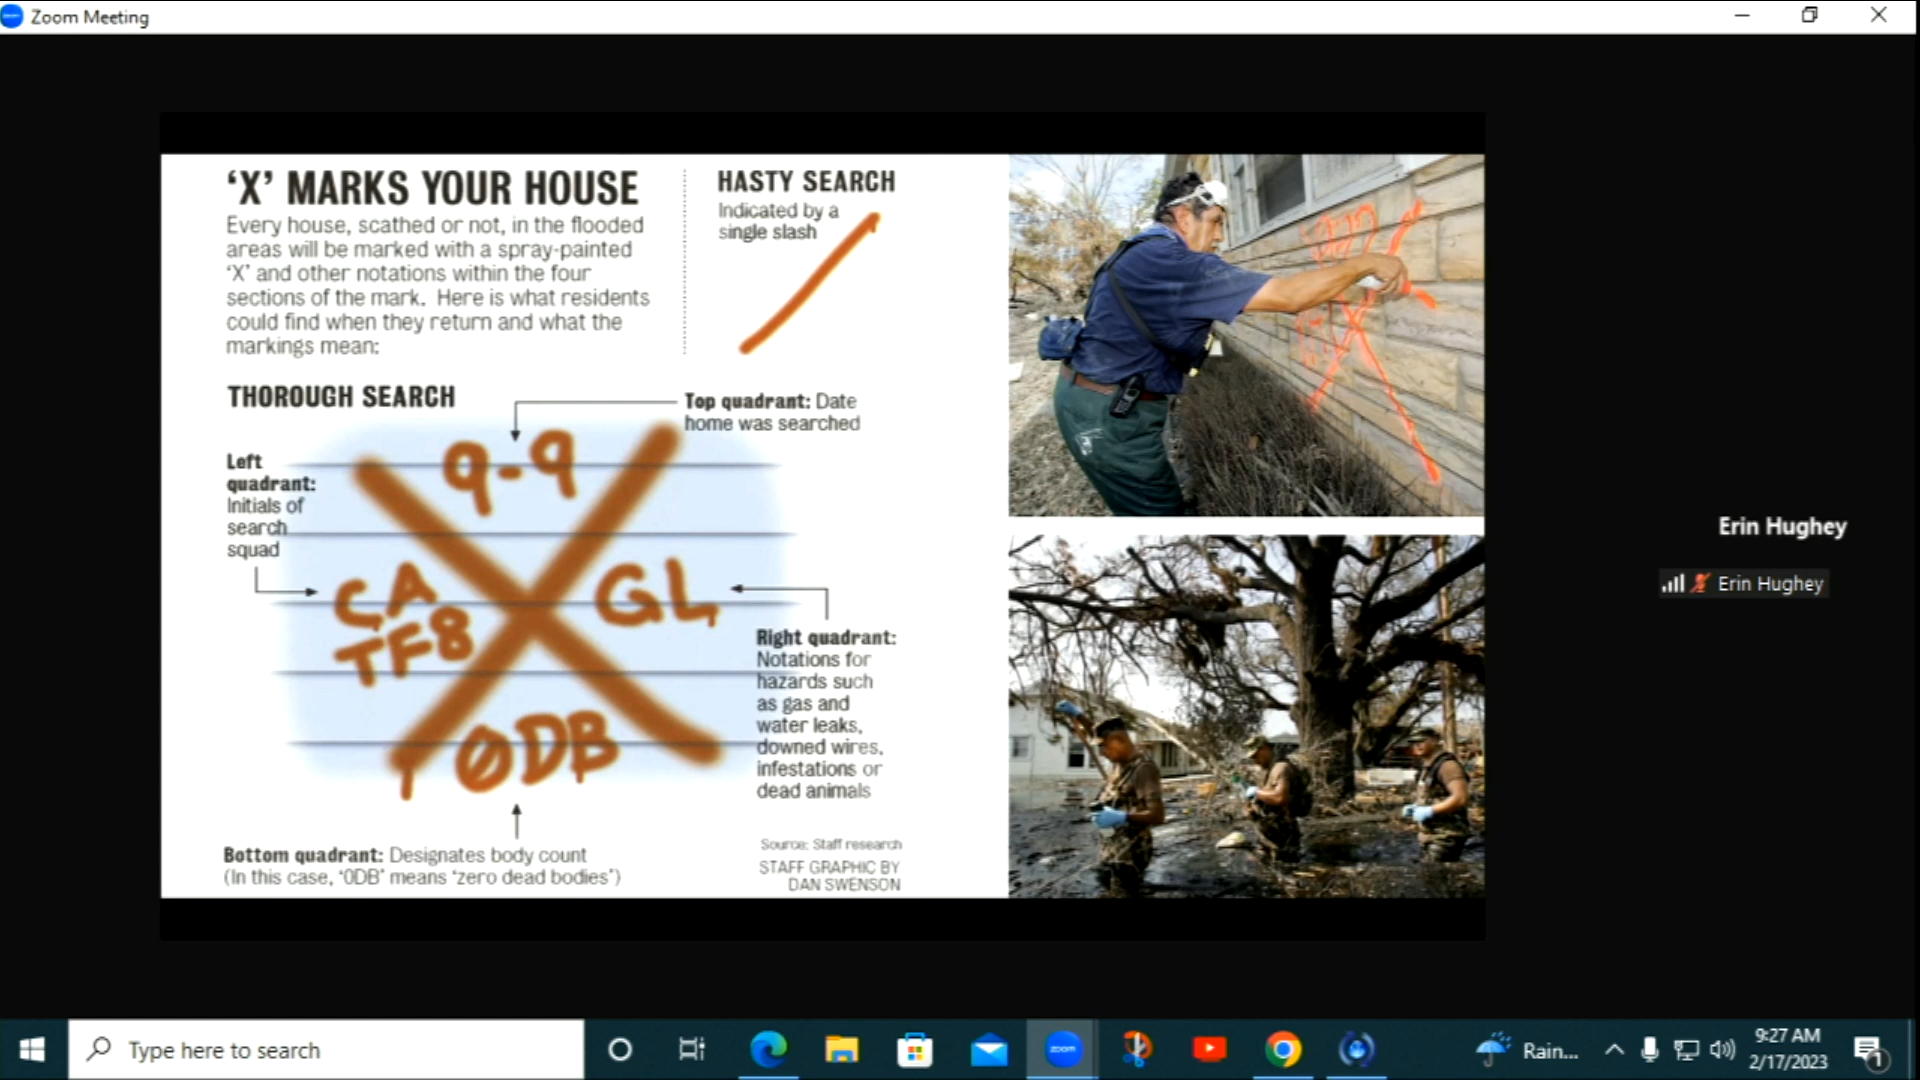 Zoom Meeting
‘X’ MARKS YOUR HOUSE
Every house, scathed or not, in the flooded
areas will be marked with a spray-painted
‘X’ and other notations within the four
sections of the mark. Here is what residents
could find when they return and what the
markings mean:
HASTY SEARCH
Indicated by a
single slash
THOROUGH SEARCH
Top quadrant: Date
home was searched
9-9
Left
quadrant:
Initials of
search
squad
CA
TF8
GL
Right quadrant:
Notations for
hazards such
as gas and
water leaks,
downed wires,
infestations or
dead animals
0DB
Bottom quadrant: Designates body count
(In this case, ‘0DB’ means ‘zero dead bodies’)
Source: Staff research
STAFF GRAPHIC BY
DAN SWENSON
Erin Hughey
Erin Hughey
Type here to search
zoom
Rain...
9:27 AM
2/17/2023
1